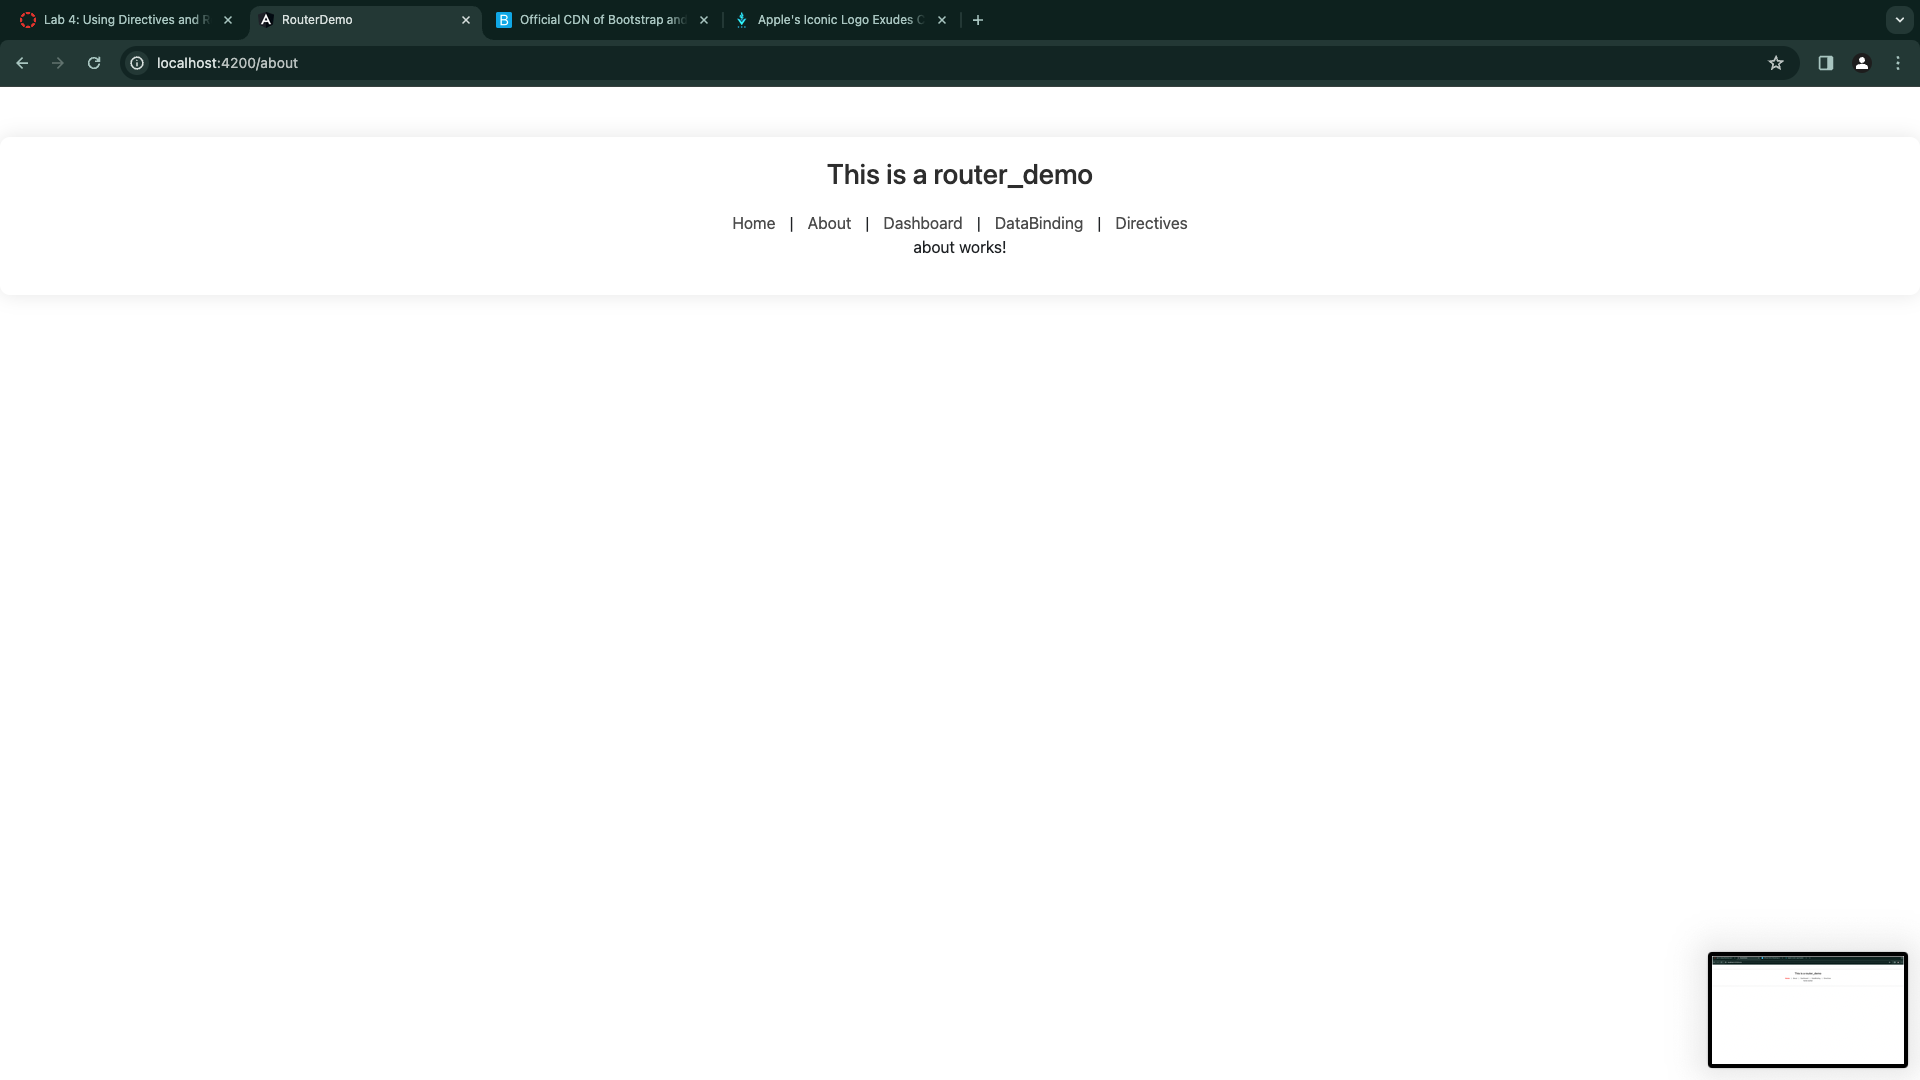 Lab 4: Using Directives and R
RouterDemo
Official CDN of Bootstrap and
Apple's Iconic Logo Exudes C
localhost:4200/about
This is a router_demo
Home | About | Dashboard | DataBinding | Directives
about works!